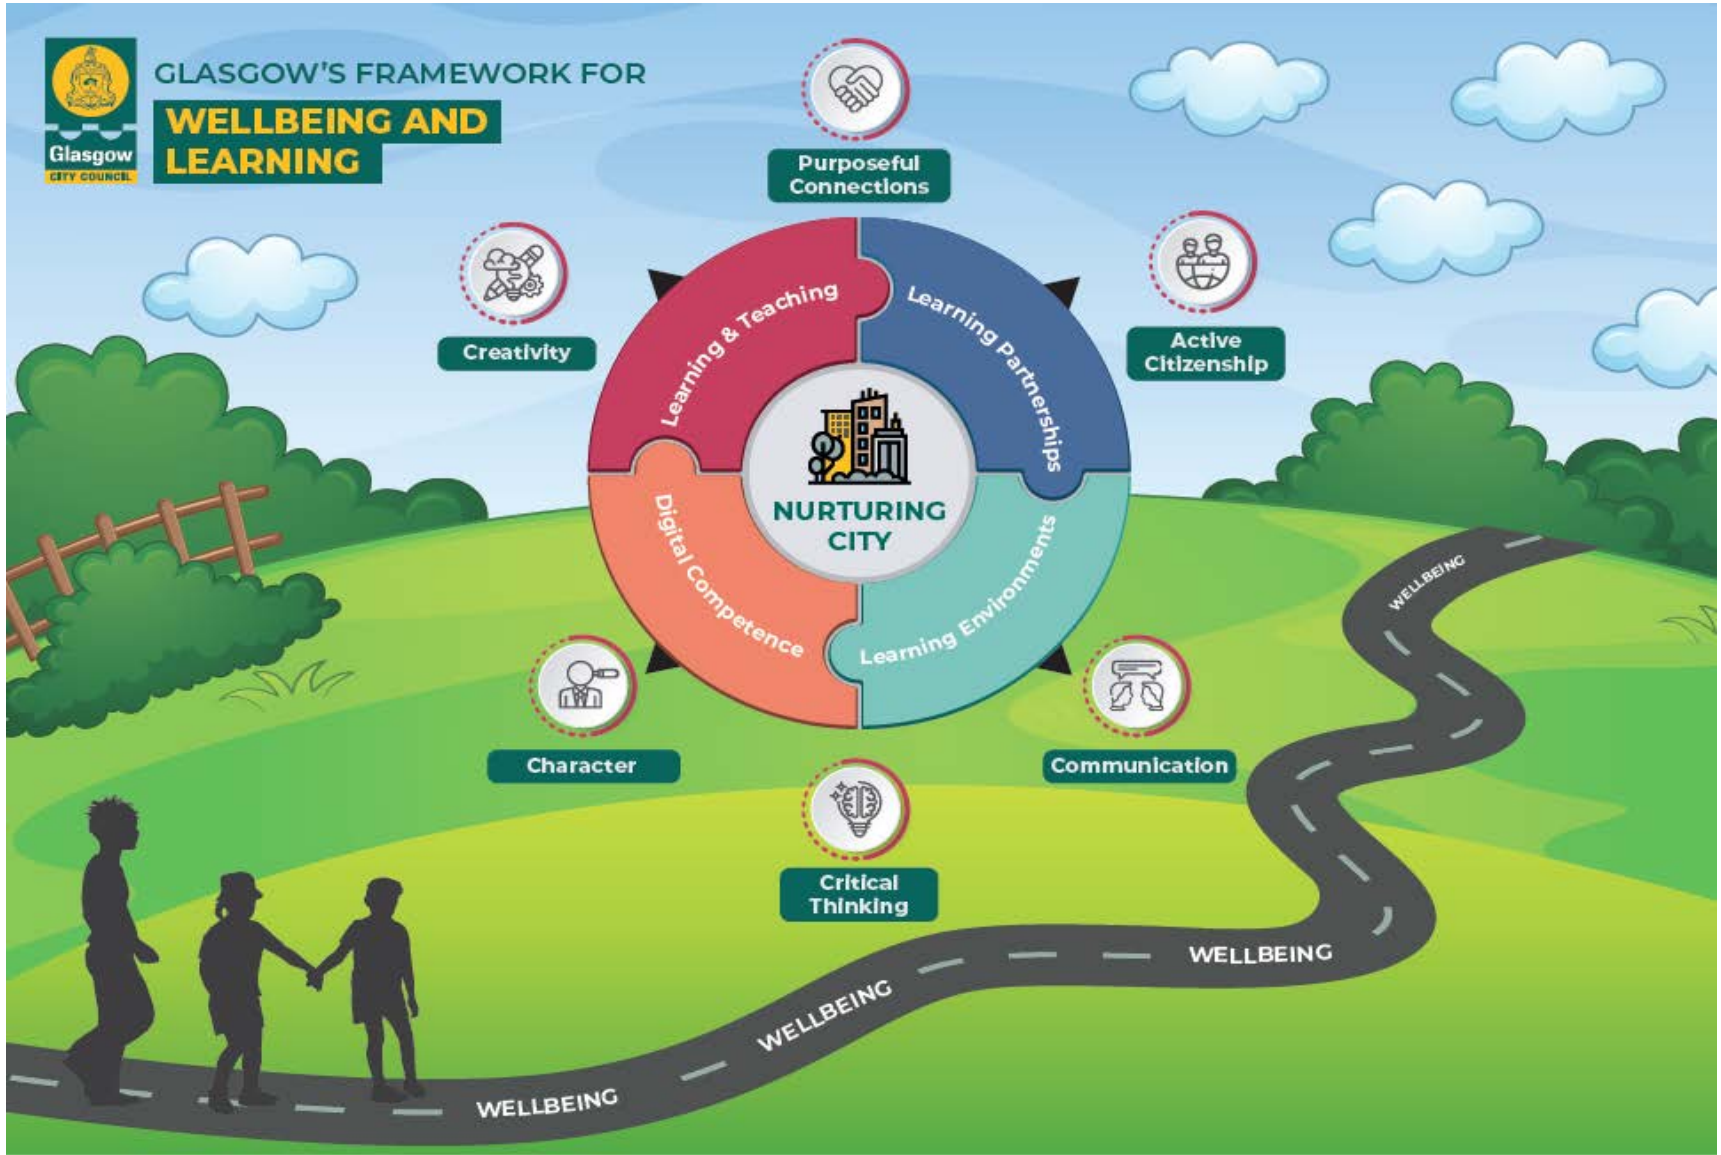 GLASGOW'S FRAMEWORK FOR
WELLBEING AND
LEARNING
Glasgow
CITY COUNCIL
Purposeful
Connections
Creativity
Active
Citizenship
Learning & Teaching
Learning Partnerships
NURTURING
CITY
Digital Competence
Learning Environments
Character
Communication
Critical
Thinking
WELLBEING
WELLBEING
WELLBEING
WELLBEING